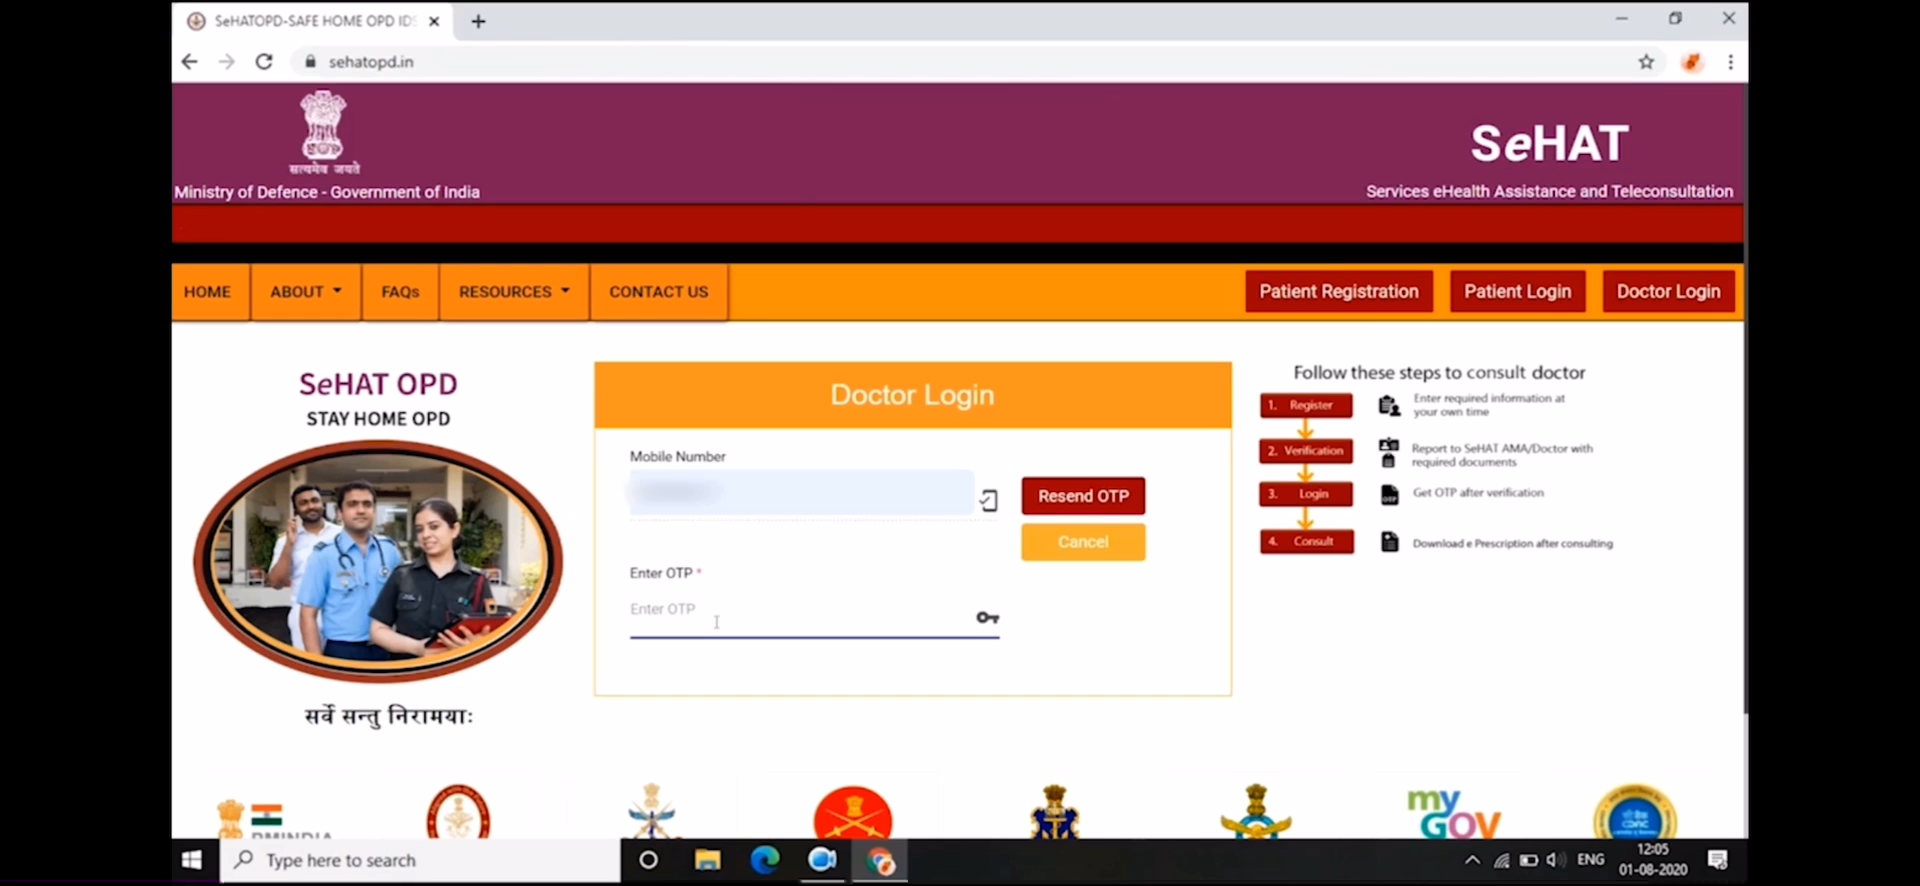 SeHATOPD-SAFE HOME OPD IDS
sehatopd.in
सत्यमेव जयते
Ministry of Defence - Government of India
SeHAT
Services eHealth Assistance and Teleconsultation
HOME
ABOUT
FAQs
RESOURCES
CONTACT US
Patient Registration
Patient Login
Doctor Login
SeHAT OPD
STAY HOME OPD
सर्वे सन्तु निरामयाः
Doctor Login
Mobile Number
Resend OTP
Cancel
Enter OTP *
Enter OTP
Follow these steps to consult doctor
1. Register
Enter required information at
your own time
2. Verification
Report to SeHAT AMA/Doctor with
required documents
3. Login
Get OTP after verification
4. Consult
Download e Prescription after consulting
PMINDIA
my
GOV
CDAC
Type here to search
ENG
12:05
01-08-2020